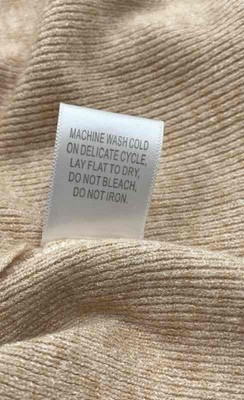 MACHINE WASH COLD
ON DELICATE CYCLE,
LAY FLAT TO DRY,
DO NOT BLEACH,
DO NOT IRON.